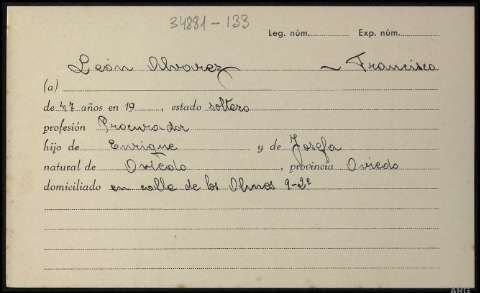 34881-133
Leg. núm............ Exp. núm............
León Alvarez ~ Francisco
(a)
de 47 años en 19......, estado soltero
profesión Procurador
hijo de Enrique y de Josefa
natural de Oviedo, provincia Oviedo
domiciliado en calle de los Olmos 9-2º
ARG